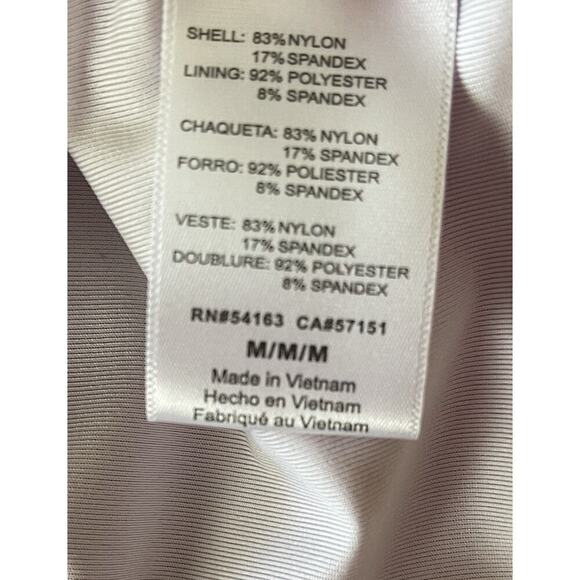 SHELL: 83% NYLON
17% SPANDEX
LINING: 92% POLYESTER
8% SPANDEX
CHAQUETA: 83% NYLON
17% SPANDEX
FORRO: 92% POLIESTER
8% SPANDEX
VESTE: 83% NYLON
17% SPANDEX
DOUBLURE: 92% POLYESTER
8% SPANDEX
RN#54163 CA#57151
M/M/M
Made in Vietnam
Hecho en Vietnam
Fabriqué au Vietnam